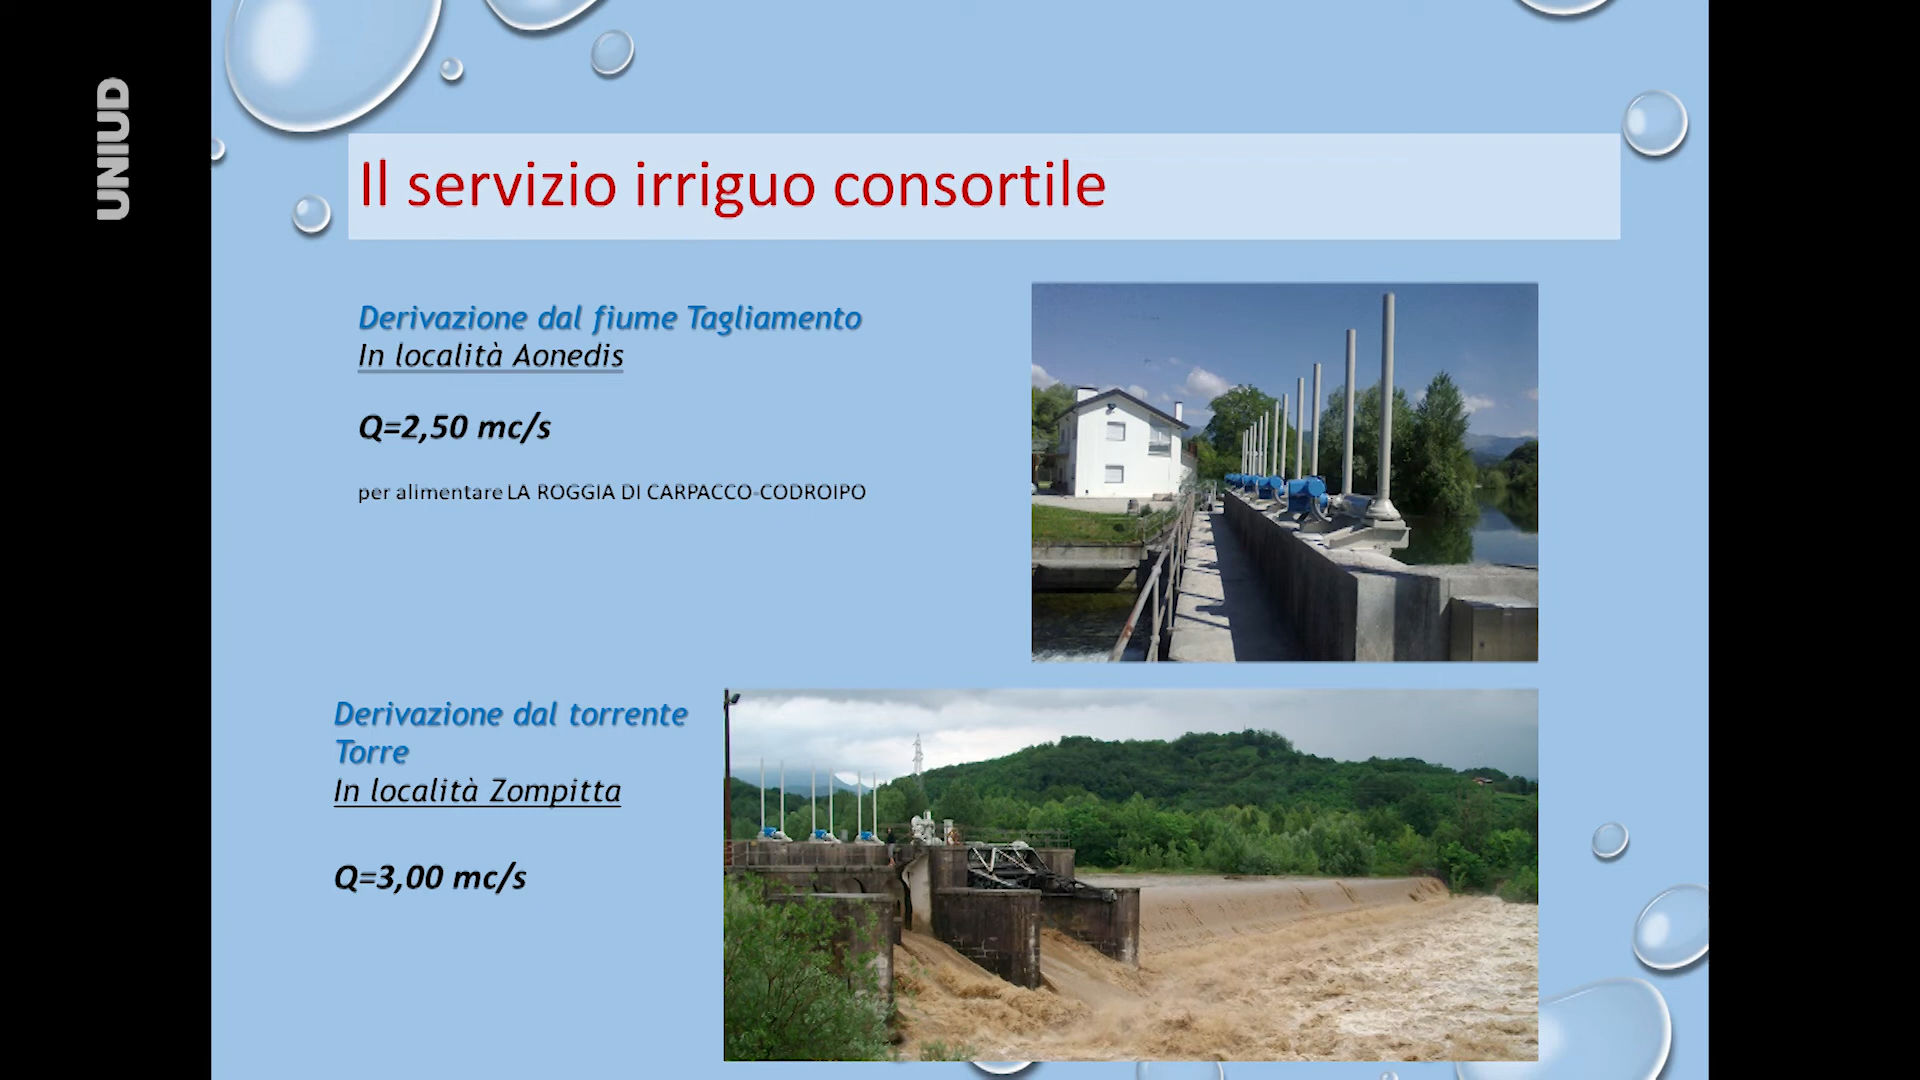 UNIUD
Il servizio irriguo consortile
Derivazione dal fiume Tagliamento
In località Aonedis
Q=2,50 mc/s
per alimentare LA ROGGIA DI CARPACCO-CODROIPO
Derivazione dal torrente
Torre
In località Zompitta
Q=3,00 mc/s